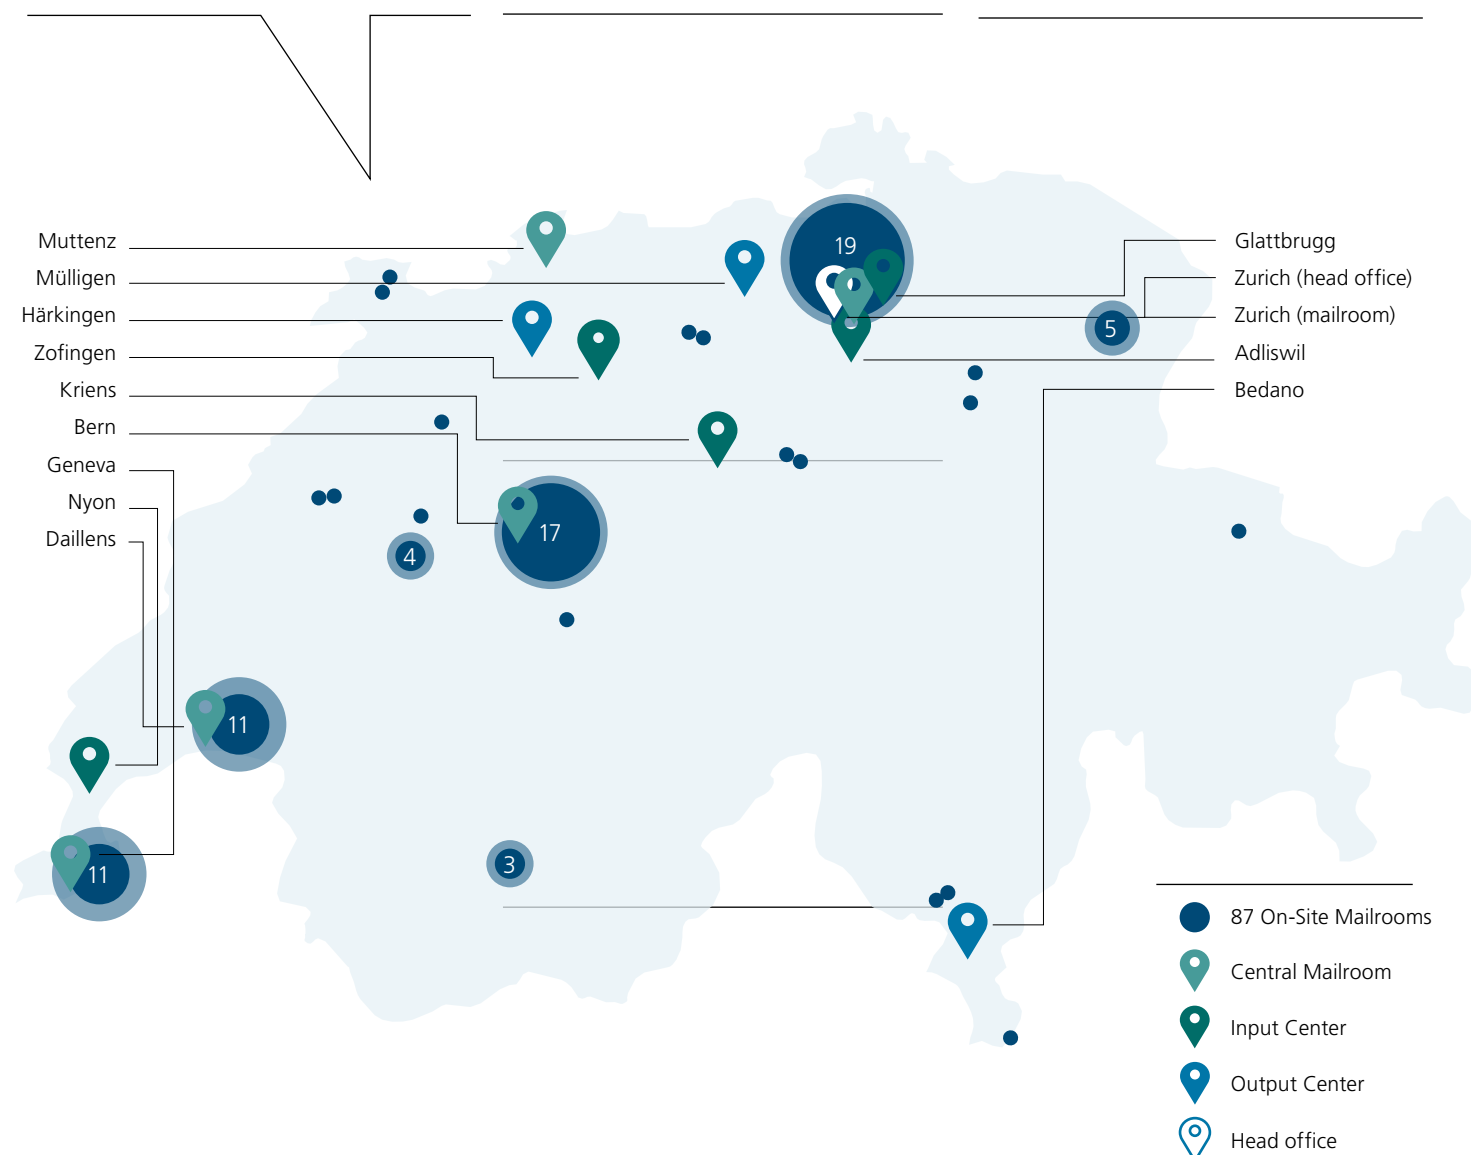 Muttenz
Mülligen
Härkingen
Zofingen
Kriens
Bern
Geneva
Nyon
Daillens
19
5
17
4
11
11
3
Glattbrugg
Zurich (head office)
Zurich (mailroom)
Adliswil
Bedano
87 On-Site Mailrooms
Central Mailroom
Input Center
Output Center
Head office